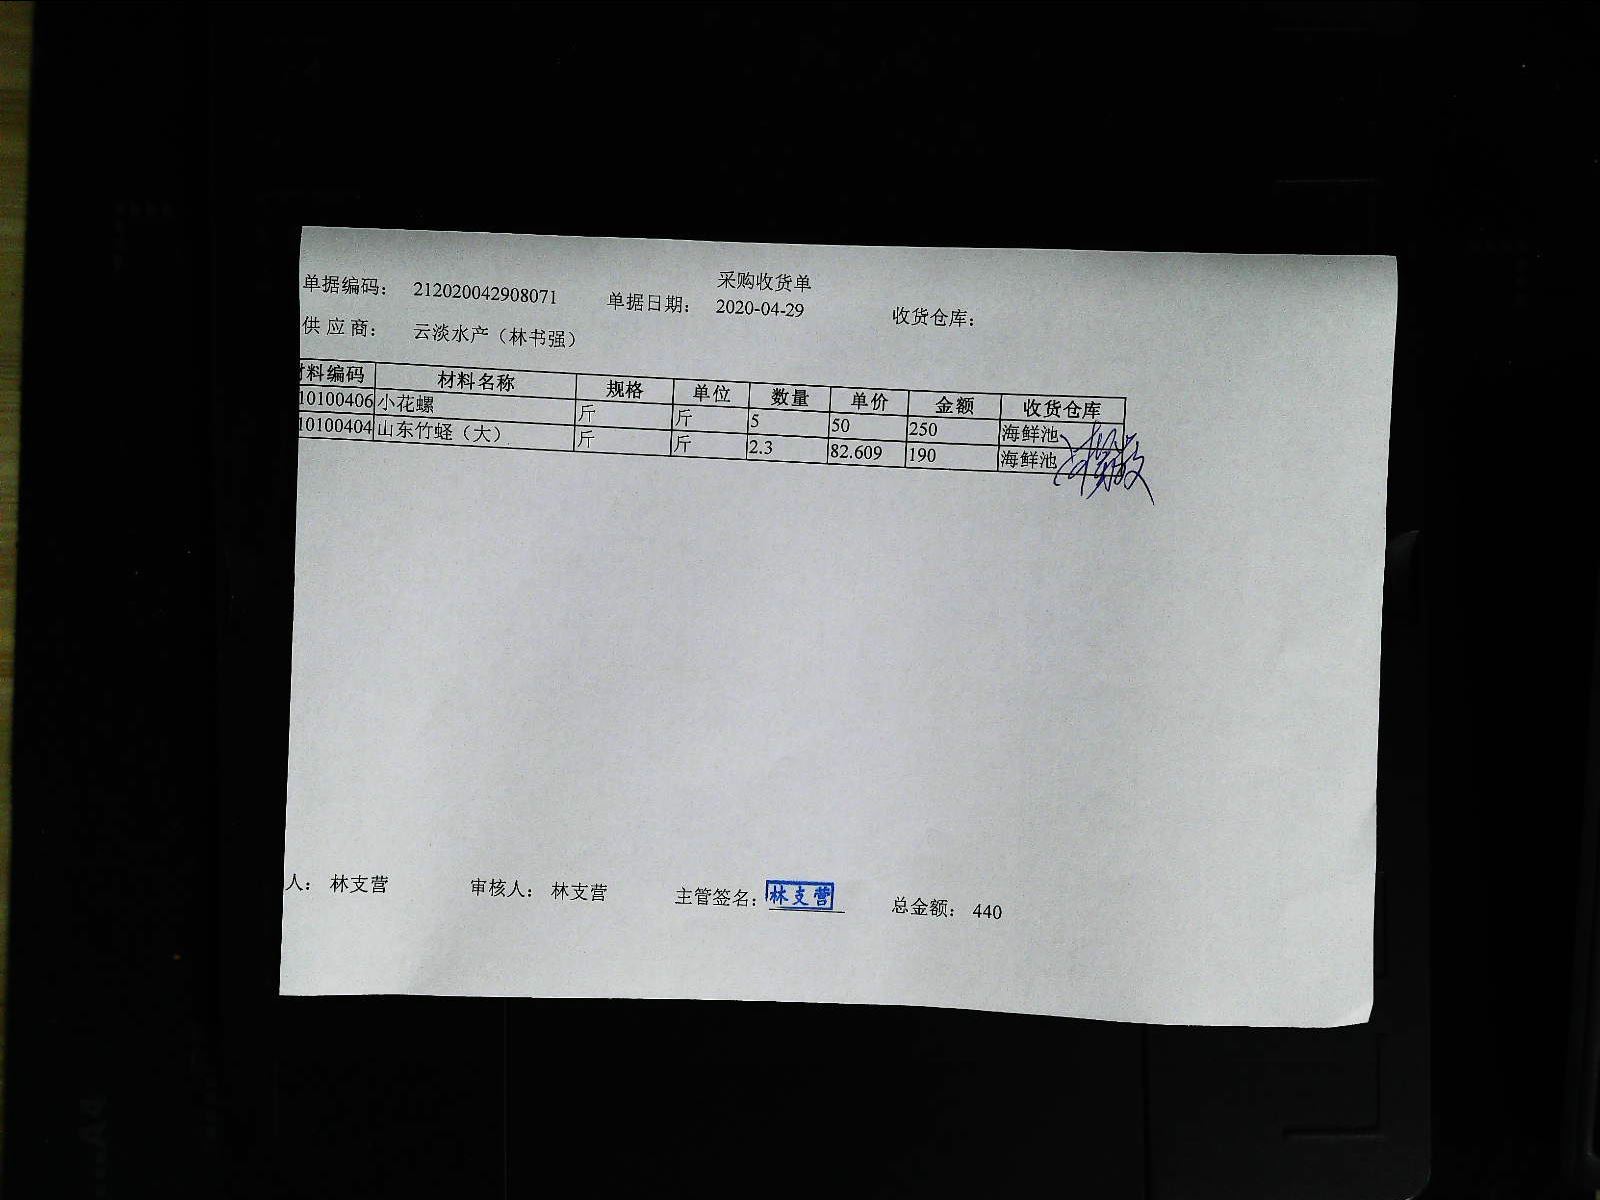 采购收货单
单据编码： 212020042908071 单据日期： 2020-04-29 收货仓库：
供 应 商： 云淡水产（林书强）
材料编码 材料名称 规格 单位 数量 单价 金额 收货仓库
10100406 小花螺 斤 斤 5 50 250 海鲜池
10100404 山东竹蛏（大） 斤 斤 2.3 82.609 190 海鲜池
人： 林支营 审核人： 林支营 主管签名： 林支营 总金额： 440